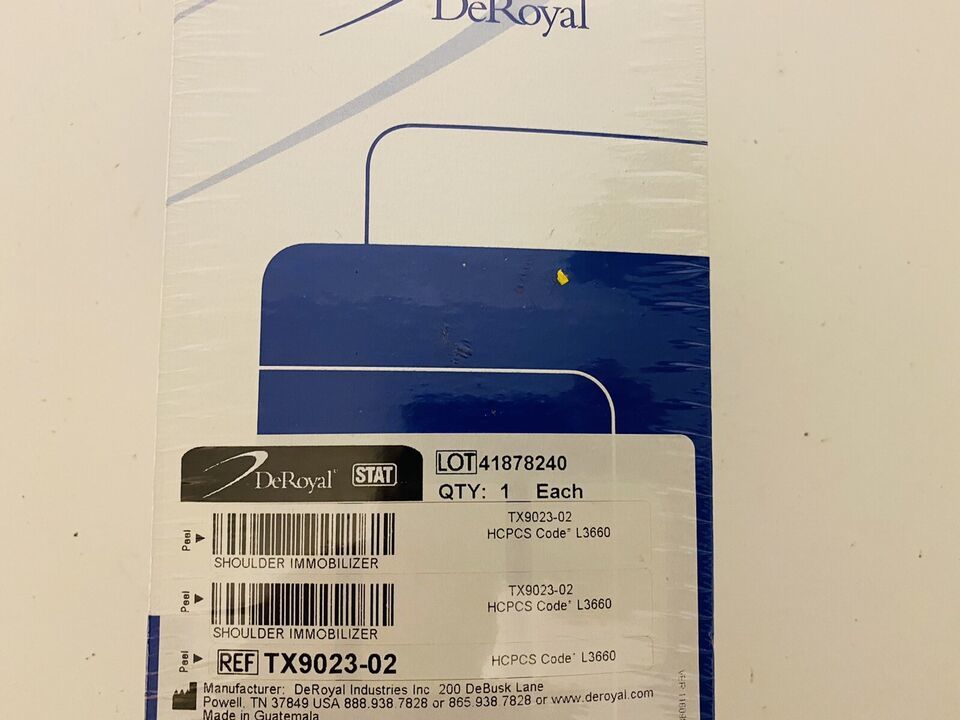 DeRoyal
DeRoyal STAT
LOT 41878240
QTY: 1 Each
Peel
SHOULDER IMMOBILIZER
TX9023-02
HCPCS Code* L3660
Peel
SHOULDER IMMOBILIZER
TX9023-02
HCPCS Code* L3660
Peel
REF TX9023-02
HCPCS Code* L3660
Manufacturer: DeRoyal Industries Inc 200 DeBusk Lane
Powell, TN 37849 USA 888.938.7828 or 865.938.7828 or www.deroyal.com
Made in Guatemala